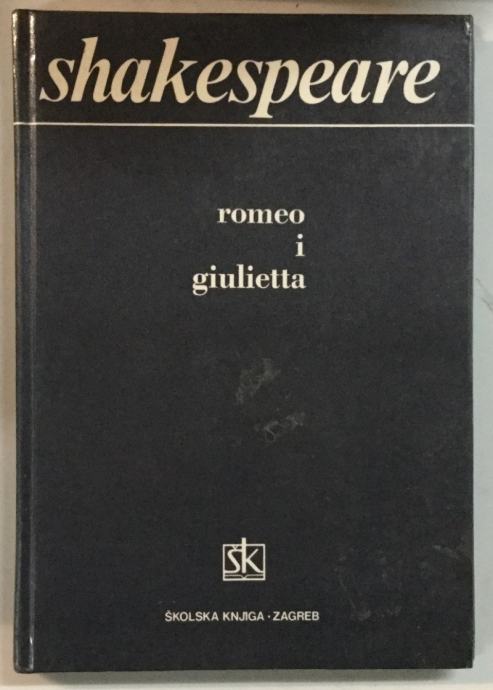 shakespeare
romeo
i
giulietta
šk
ŠKOLSKA KNJIGA · ZAGREB